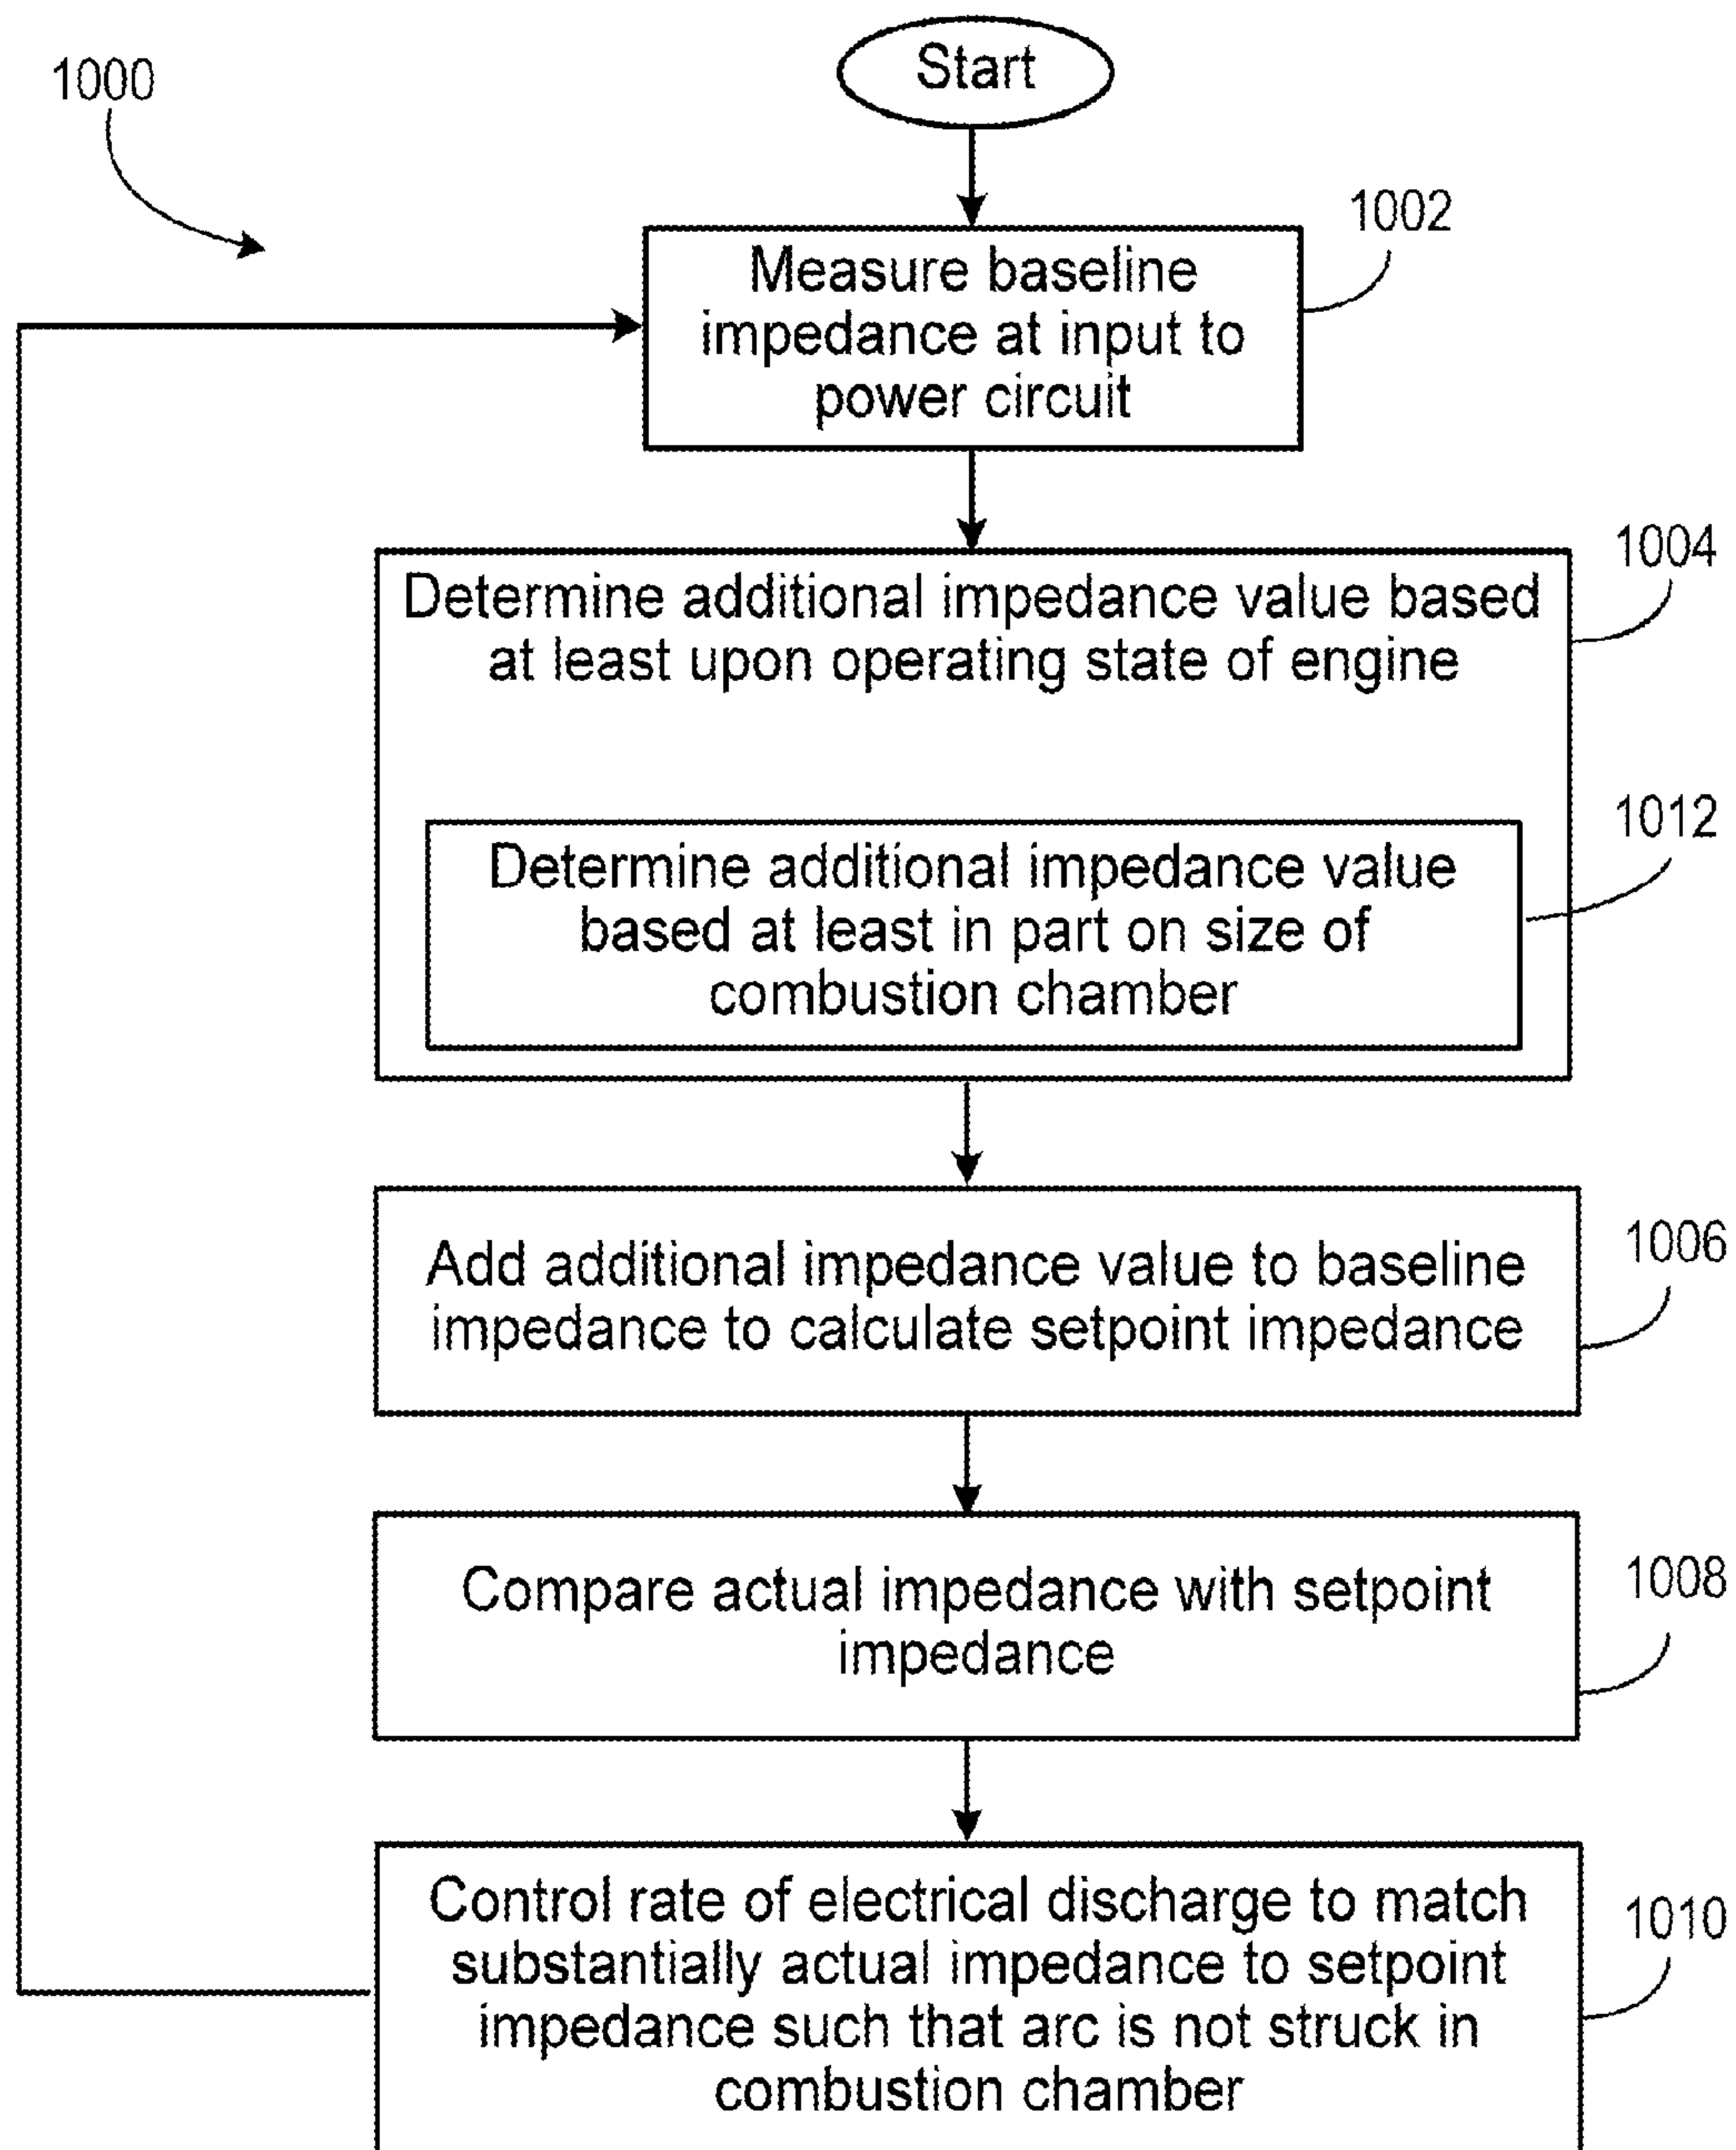 Start
1000
1002
Measure baseline
impedance at input to
power circuit
1004
Determine additional impedance value based
at least upon operating state of engine
1012
Determine additional impedance value
based at least in part on size of
combustion chamber
1006
Add additional impedance value to baseline
impedance to calculate setpoint impedance
1008
Compare actual impedance with setpoint
impedance
1010
Control rate of electrical discharge to match
substantially actual impedance to setpoint
impedance such that arc is not struck in
combustion chamber